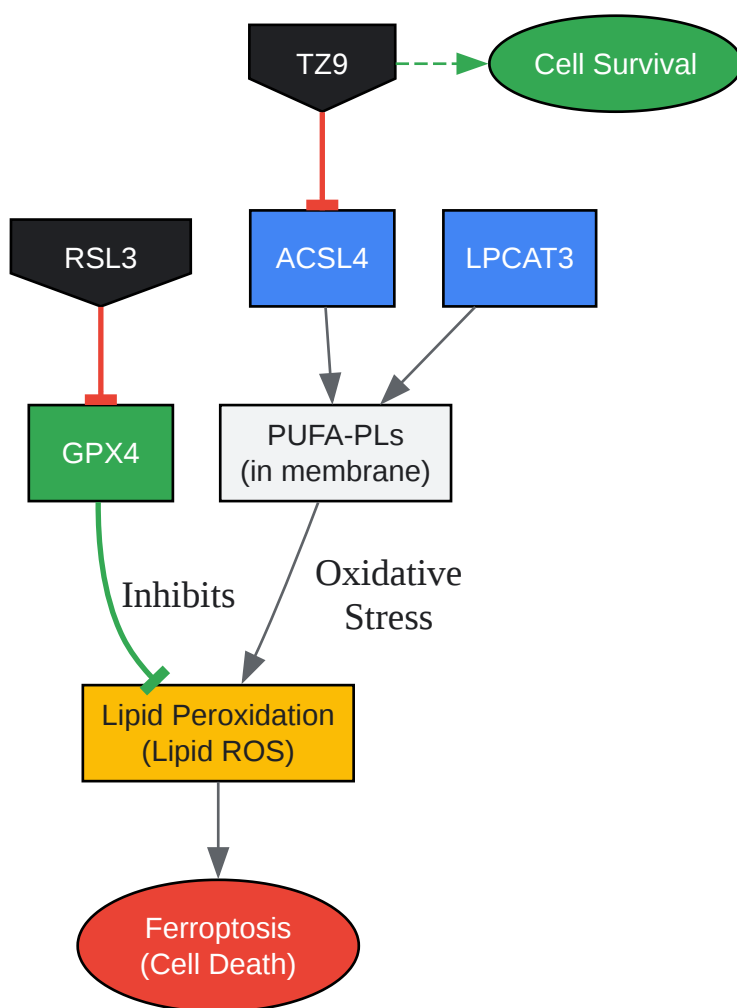 TZ9
Cell Survival
RSL3
ACSL4
LPCAT3
GPX4
PUFA-PLs
(in membrane)
Inhibits
Oxidative
Stress
Lipid Peroxidation
(Lipid ROS)
Ferroptosis
(Cell Death)